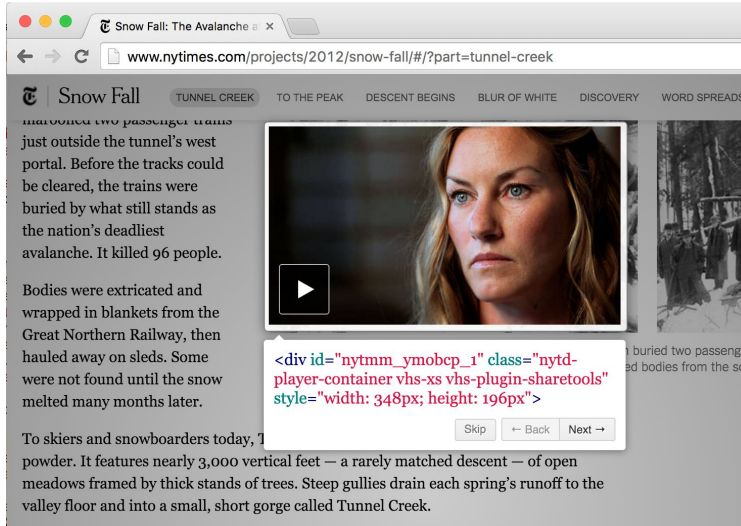 Snow Fall: The Avalanche a
www.nytimes.com/projects/2012/snow-fall/#/?part=tunnel-creek
Snow Fall TUNNEL CREEK TO THE PEAK DESCENT BEGINS BLUR OF WHITE DISCOVERY WORD SPREADS
marooned two passenger trains
just outside the tunnel’s west
portal. Before the tracks could
be cleared, the trains were
buried by what still stands as
the nation’s deadliest
avalanche. It killed 96 people.
Bodies were extricated and
wrapped in blankets from the
Great Northern Railway, then
hauled away on sleds. Some
were not found until the snow
melted many months later.
<div id="nytmm_ymobcp_1" class="nytd-
player-container vhs-xs vhs-plugin-sharetools"
style="width: 348px; height: 196px">
Skip ← Back Next →
buried two passeng
ed bodies from the sc
To skiers and snowboarders today, T
powder. It features nearly 3,000 vertical feet — a rarely matched descent — of open
meadows framed by thick stands of trees. Steep gullies drain each spring’s runoff to the
valley floor and into a small, short gorge called Tunnel Creek.